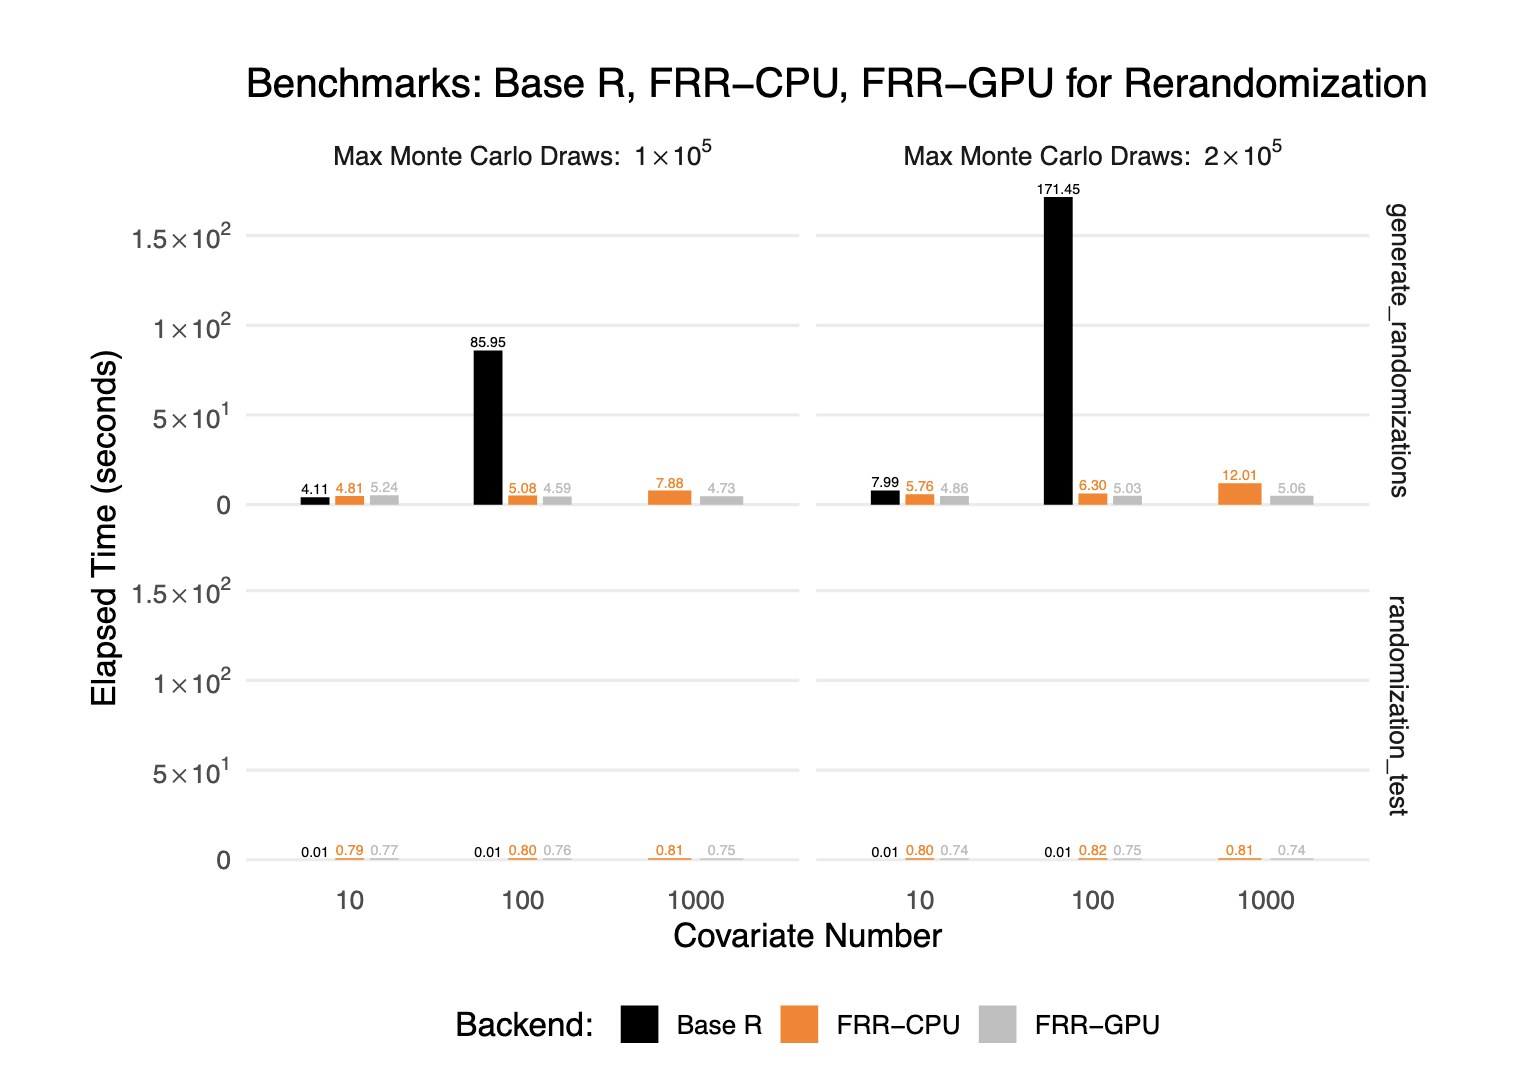 Benchmarks: Base R, FRR−CPU, FRR−GPU for Rerandomization
Max Monte Carlo Draws: 1×10^5
Max Monte Carlo Draws: 2×10^5
generate_randomizations
randomization_test
Elapsed Time (seconds)
1.5×10^2
1×10^2
5×10^1
0
4.11 4.81 5.24
85.95 5.08 4.59
7.88 4.73
7.99 5.76 4.86
171.45 6.30 5.03
12.01 5.06
1.5×10^2
1×10^2
5×10^1
0
0.01 0.79 0.77
0.01 0.80 0.76
0.81 0.75
0.01 0.80 0.74
0.01 0.82 0.75
0.81 0.74
10 100 1000
10 100 1000
Covariate Number
Backend: Base R FRR−CPU FRR−GPU